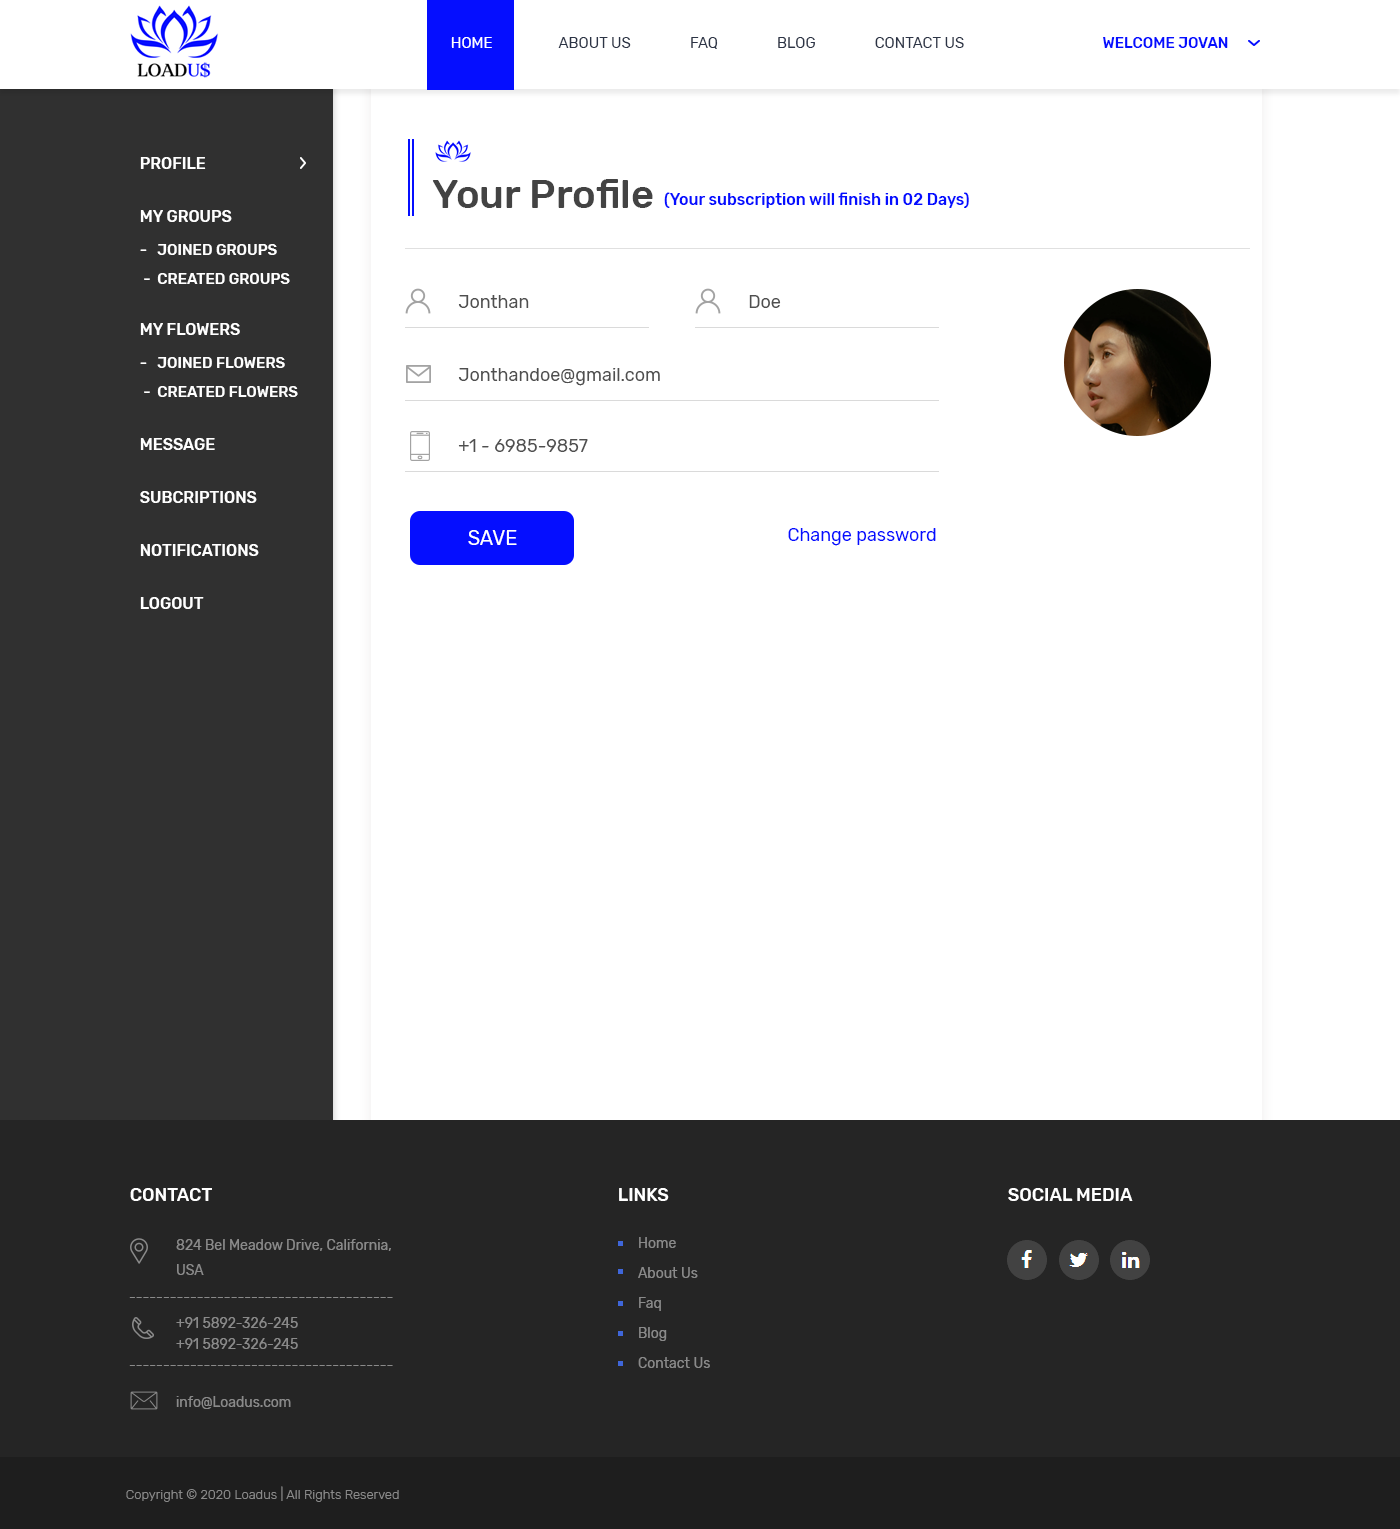 LOADU$
HOME
ABOUT US
FAQ
BLOG
CONTACT US
WELCOME JOVAN
PROFILE
MY GROUPS
- JOINED GROUPS
- CREATED GROUPS
MY FLOWERS
- JOINED FLOWERS
- CREATED FLOWERS
MESSAGE
SUBCRIPTIONS
NOTIFICATIONS
LOGOUT
Your Profile (Your subscription will finish in 02 Days)
Jonthan
Doe
Jonthandoe@gmail.com
+1 - 6985-9857
SAVE
Change password
CONTACT
824 Bel Meadow Drive, California,
USA
+91 5892-326-245
+91 5892-326-245
info@Loadus.com
LINKS
Home
About Us
Faq
Blog
Contact Us
SOCIAL MEDIA
Copyright © 2020 Loadus | All Rights Reserved